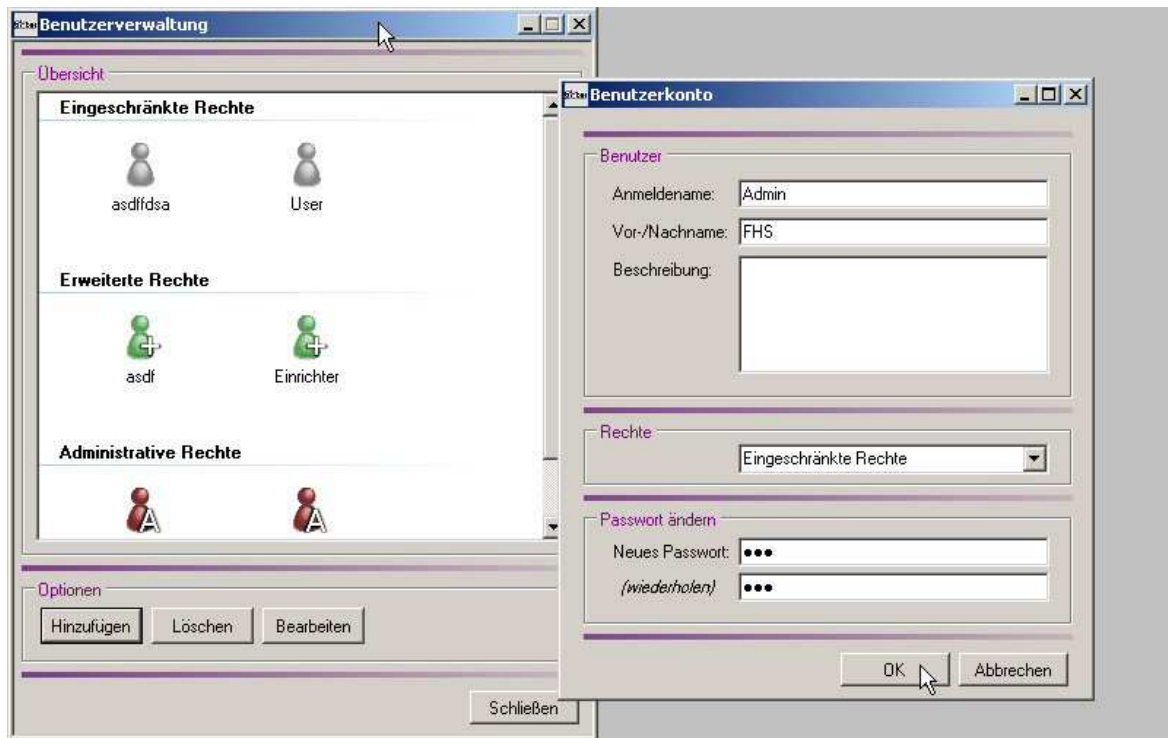 Benutzerverwaltung
Übersicht
Eingeschränkte Rechte
asdffdsa
User
Erweiterte Rechte
asdf
Einrichter
Administrative Rechte
A
A
Optionen
Hinzufügen
Löschen
Bearbeiten
Schließen
Benutzerkonto
Benutzer
Anmeldename:
Admin
Vor-/Nachname:
FHS
Beschreibung:
Rechte
Eingeschränkte Rechte
Passwort ändern
Neues Passwort:
●●●
(wiederholen)
●●●
OK
Abbrechen